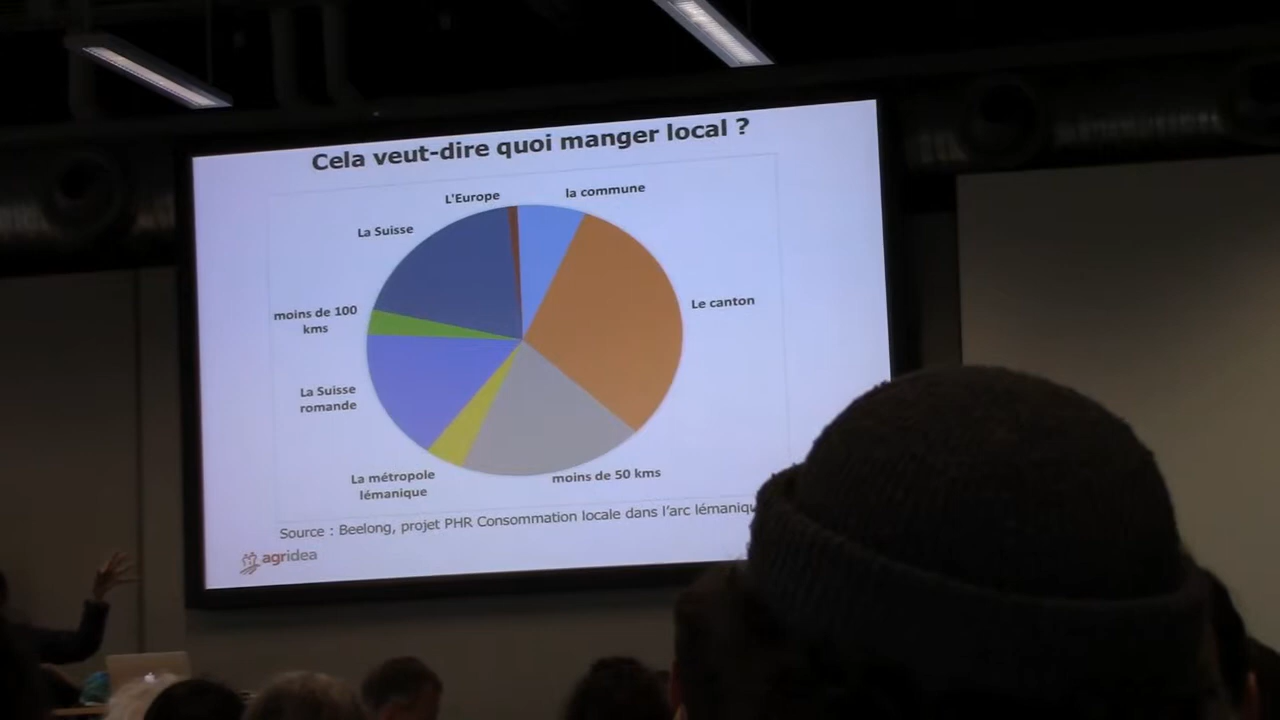 Cela veut-dire quoi manger local ?
L'Europe
la commune
La Suisse
Le canton
moins de 100
kms
La Suisse
romande
La métropole
lémanique
moins de 50 kms
Source : Beelong, projet PHR Consommation locale dans l'arc
agridea